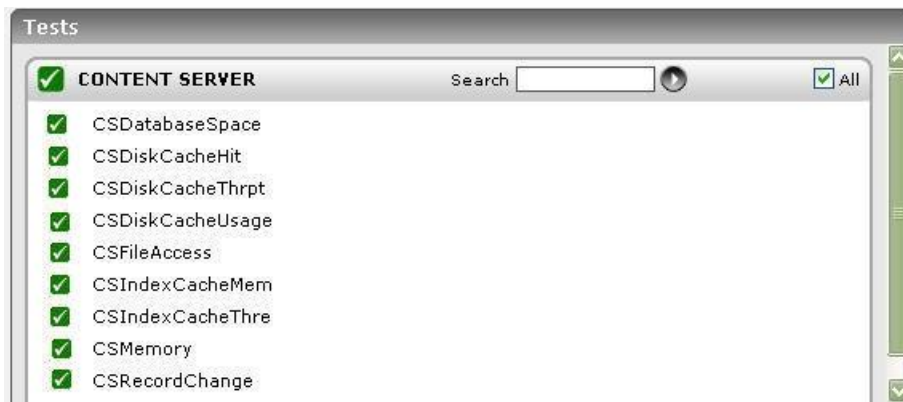 Tests
CONTENT SERVER Search All
CSDatabaseSpace
CSDiskCacheHit
CSDiskCacheThrpt
CSDiskCacheUsage
CSFileAccess
CSIndexCacheMem
CSIndexCacheThre
CSMemory
CSRecordChange